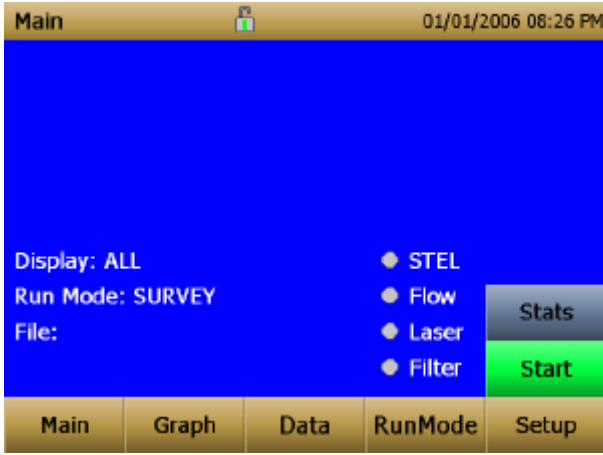 Main 01/01/2006 08:26 PM
Display: ALL
Run Mode: SURVEY
File:
STEL
Flow
Laser
Filter
Stats
Start
Main Graph Data RunMode Setup